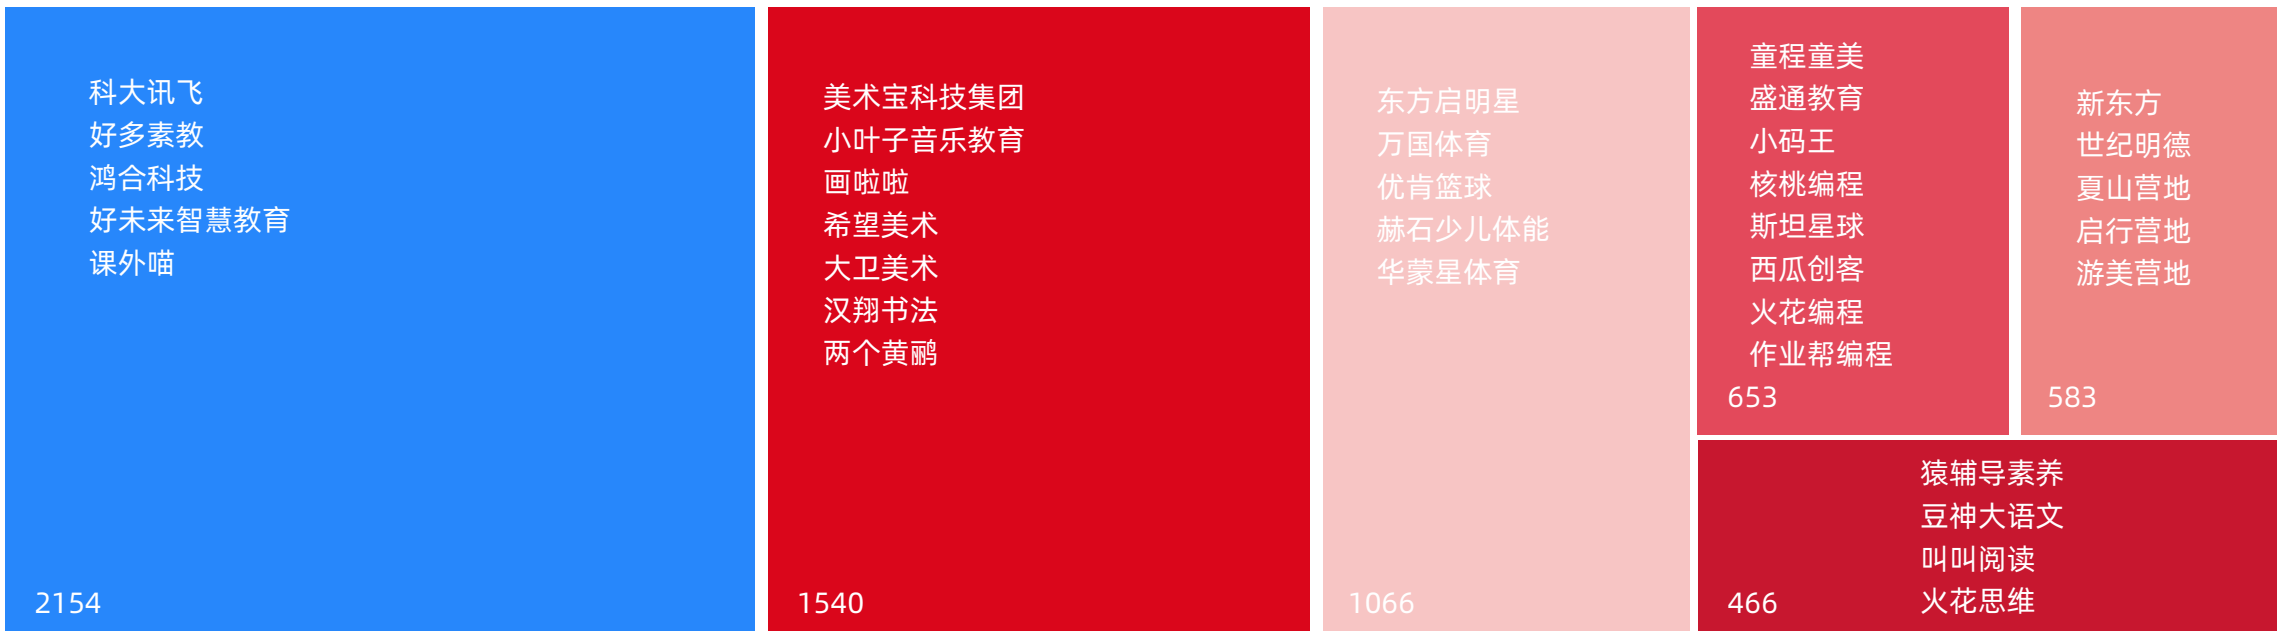 科大讯飞
好多素教
鸿合科技
好未来智慧教育
课外喵
2154
美术宝科技集团
小叶子音乐教育
画啦啦
希望美术
大卫美术
汉翔书法
两个黄鹂
1540
东方启明星
万国体育
优肯篮球
赫石少儿体能
华蒙星体育
1066
童程童美
盛通教育
小码王
核桃编程
斯坦星球
西瓜创客
火花编程
作业帮编程
653
新东方
世纪明德
夏山营地
启行营地
游美营地
583
猿辅导素养
豆神大语文
叫叫阅读
火花思维
466